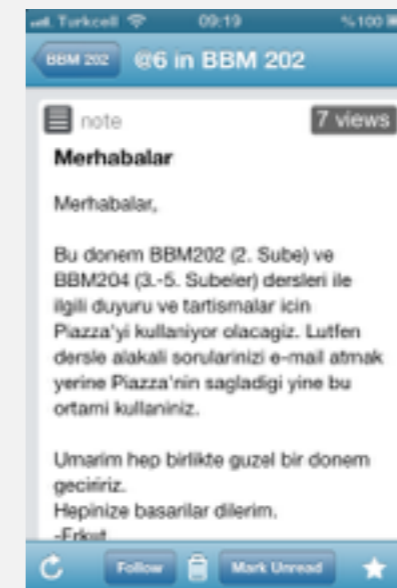 Turkcell 09:19 %100
BBM 202 @6 in BBM 202
note 7 views
Merhabalar
Merhabalar,
Bu donem BBM202 (2. Sube) ve
BBM204 (3.-5. Subeler) dersleri ile
ilgili duyuru ve tartismalar icin
Piazza'yi kullaniyor olacagiz. Lutfen
dersle alakali sorularinizi e-mail atmak
yerine Piazza'nin sagladigi yine bu
ortami kullaniniz.
Umarim hep birlikte guzel bir donem
geciririz.
Hepinize basarilar dilerim.
-Erkut
Follow Mark Unread